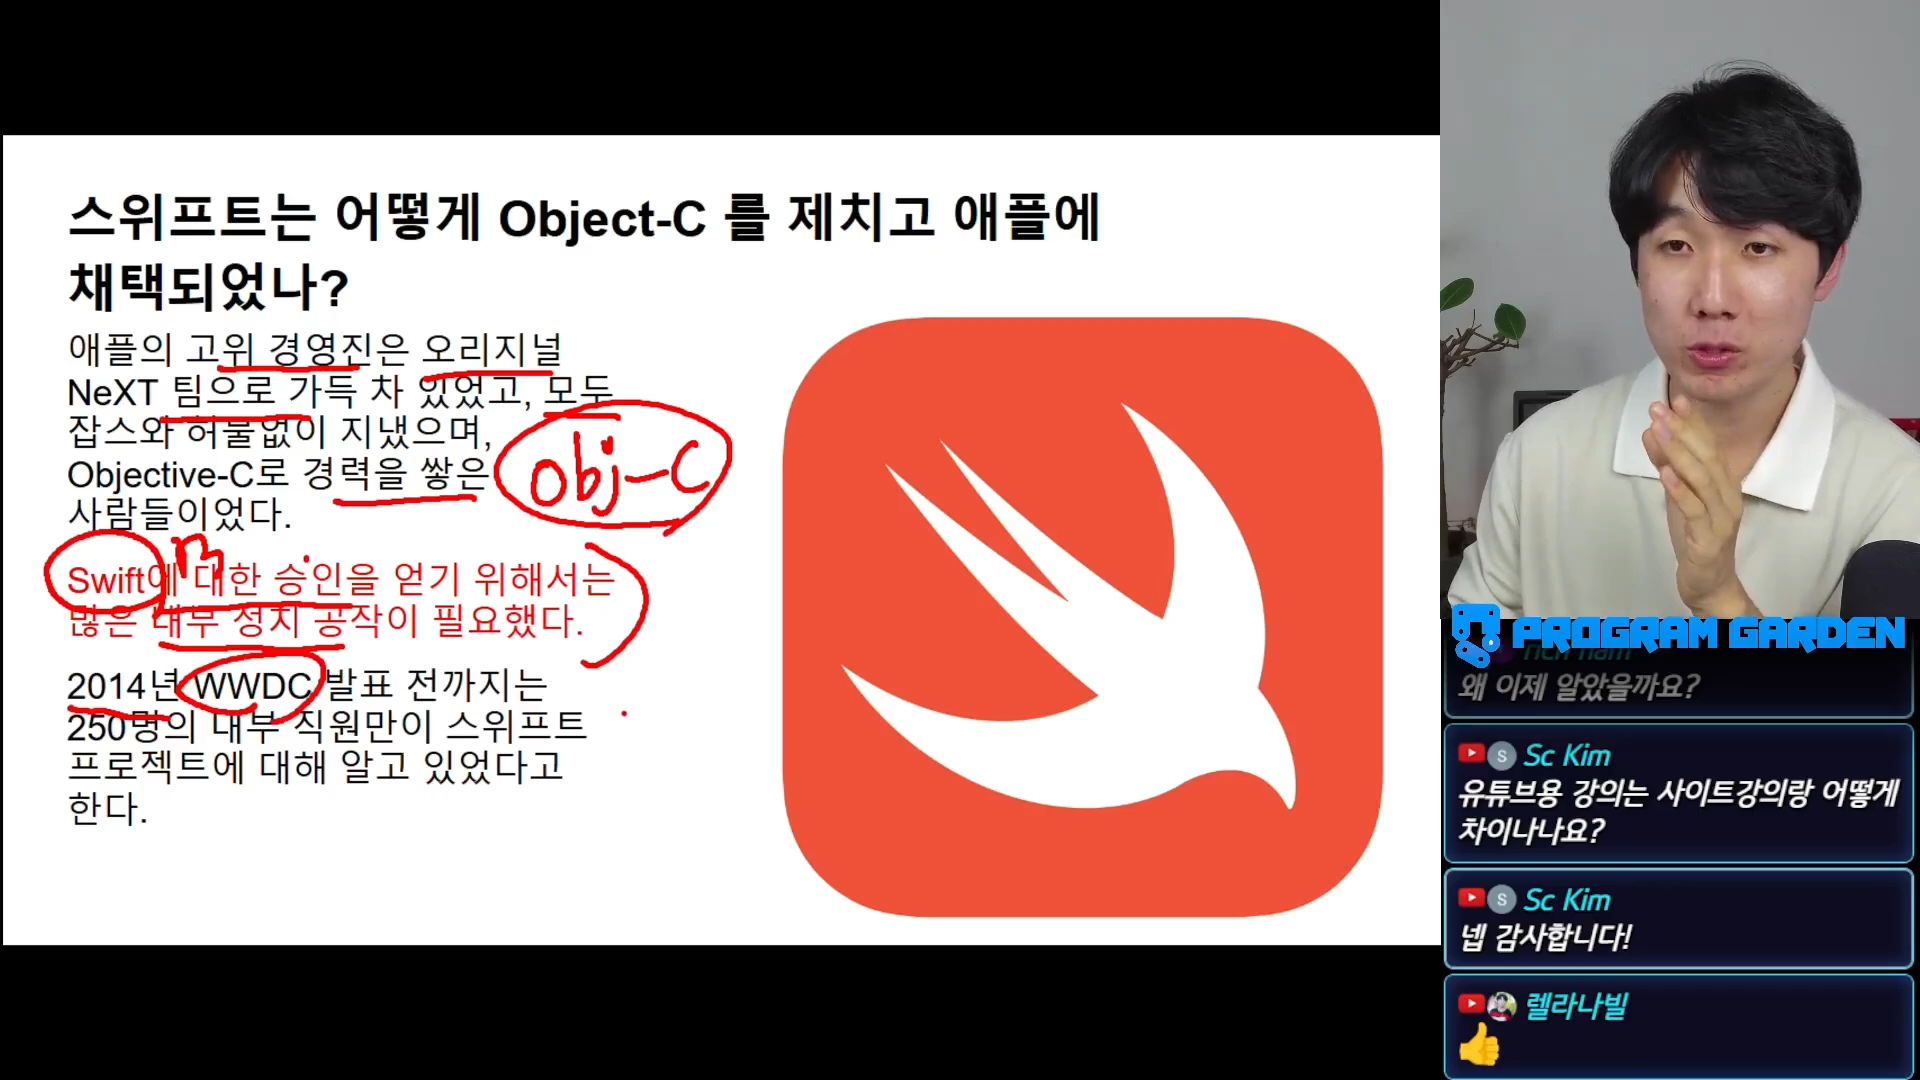 스위프트는 어떻게 Object-C 를 제치고 애플에
채택되었나?
애플의 고위 경영진은 오리지널
NeXT 팀으로 가득 차 있었고, 모두
잡스와 허물없이 지냈으며,
Objective-C로 경력을 쌓은
사람들이었다.
Obj-C
Swift에 대한 승인을 얻기 위해서는
많은 내부 정치 공작이 필요했다.
2014년 WWDC 발표 전까지는
250명의 내부 직원만이 스위프트
프로젝트에 대해 알고 있었다고
한다.
PROGRAM GARDEN
왜 이제 알았을까요?
S Sc Kim
유튜브용 강의는 사이트강의랑 어떻게
차이나나요?
S Sc Kim
넵 감사합니다!
렐라나빌